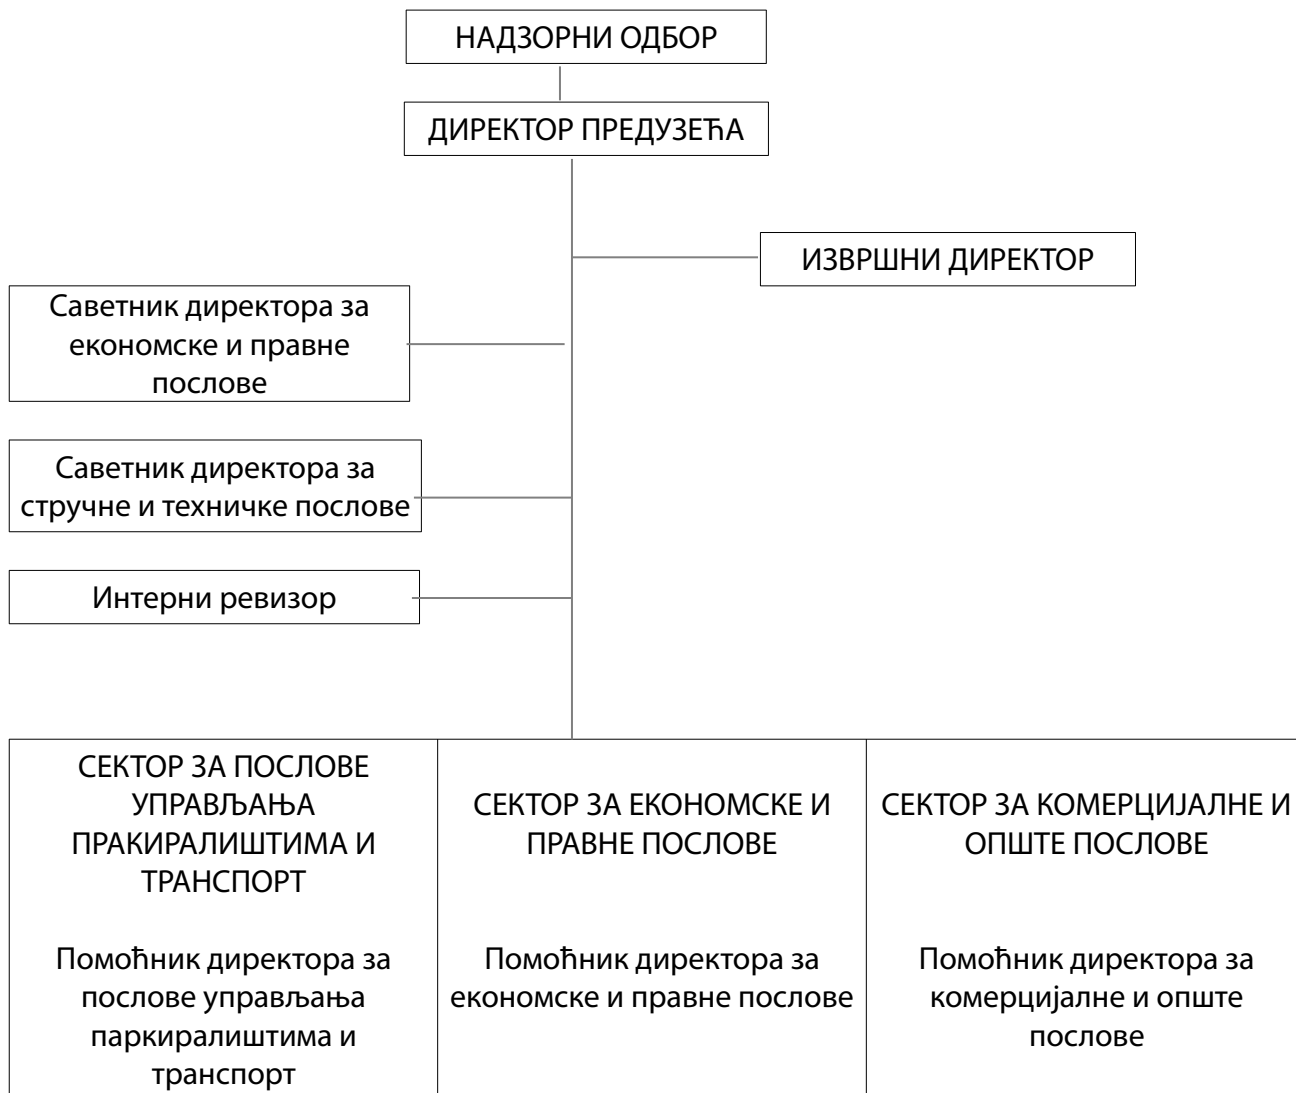 НАДЗОРНИ ОДБОР
ДИРЕКТОР ПРЕДУЗЕЋА
ИЗВРШНИ ДИРЕКТОР
Саветник директора за
економске и правне
послове
Саветник директора за
стручне и техничке послове
Интерни ревизор
СЕКТОР ЗА ПОСЛОВЕ
УПРАВЉАЊА
ПРАКИРАЛИШТИМА И
ТРАНСПОРТ
Помоћник директора за
послове управљања
паркиралиштима и
транспорт
СЕКТОР ЗА ЕКОНОМСКЕ И
ПРАВНЕ ПОСЛОВЕ
Помоћник директора за
економске и правне послове
СЕКТОР ЗА КОМЕРЦИЈАЛНЕ И
ОПШТЕ ПОСЛОВЕ
Помоћник директора за
комерцијалне и опште
послове